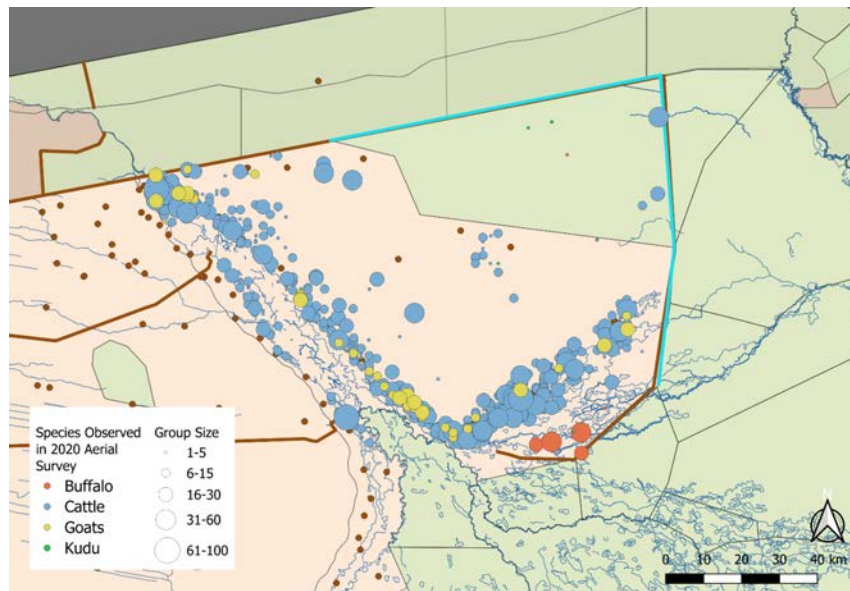 Species Observed
in 2020 Aerial
Survey
Buffalo
Cattle
Goats
Kudu
Group Size
1-5
6-15
16-30
31-60
61-100
N
0 10 20 30 40 km